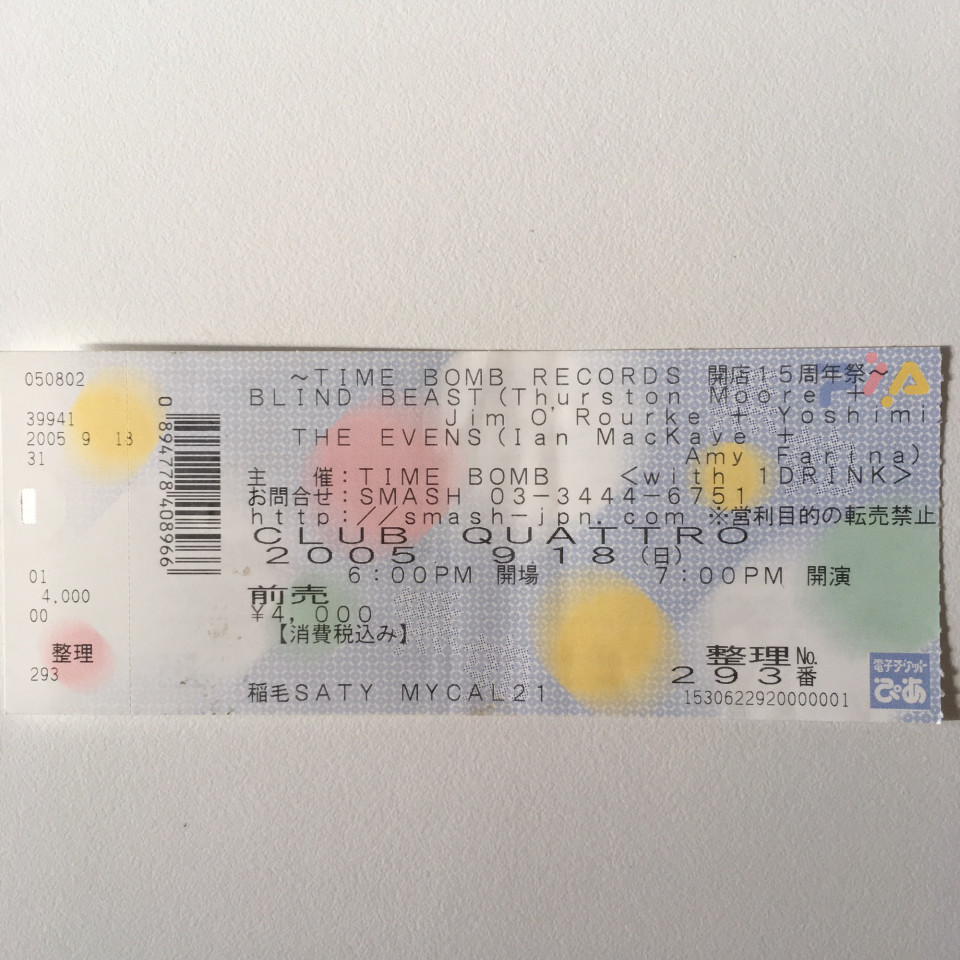 050802
39941
2005 9 18
31
01
4,000
00
整理
293
0894778408966
～TIME BOMB RECORDS 開店15周年祭～
PiA
BLIND BEAST(Thurston Moore +
Jim O'Rourke + Yoshimi
THE EVENS(Ian MacKaye +
Amy Farina)
主 催:TIME BOMB <with 1DRINK>
お問合せ:SMASH 03-3444-6751
http://smash-jpn.com ※営利目的の転売禁止
CLUB QUATTRO
2005 9 18 (日)
6:00PM 開場 7:00PM 開演
前売
¥4,000
【消費税込み】
整理No.
293番
稲毛SATY MYCAL21
1530622920000001
電子チケット
ぴあ